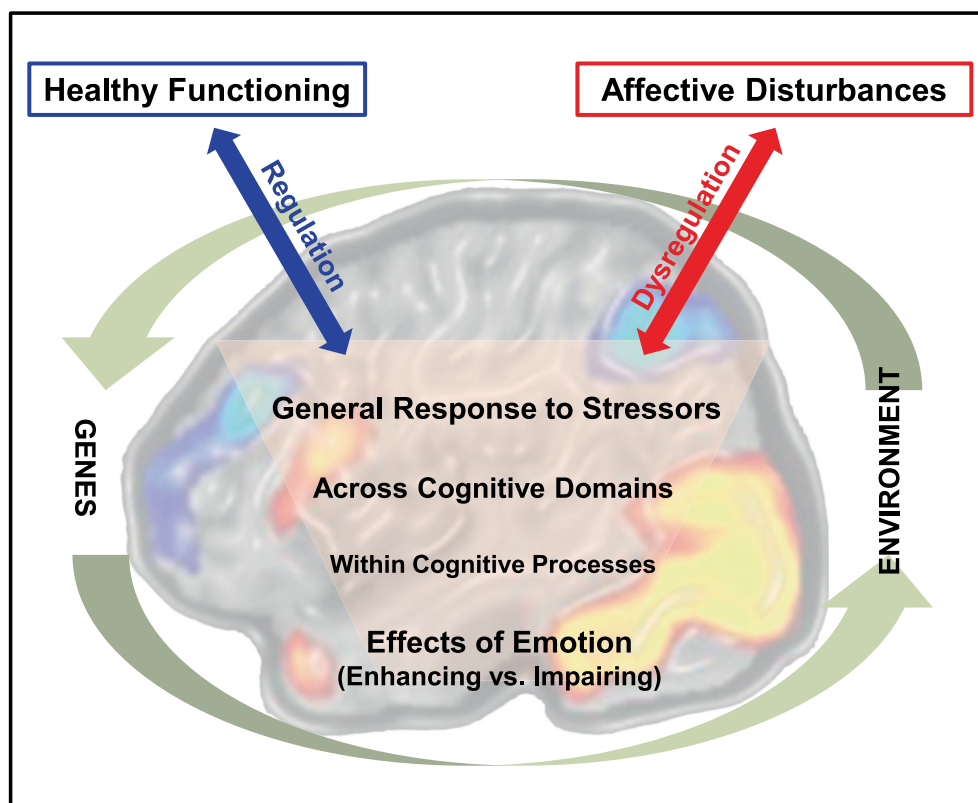 Healthy Functioning
Affective Disturbances
Regulation
Dysregulation
GENES
ENVIRONMENT
General Response to Stressors
Across Cognitive Domains
Within Cognitive Processes
Effects of Emotion
(Enhancing vs. Impairing)